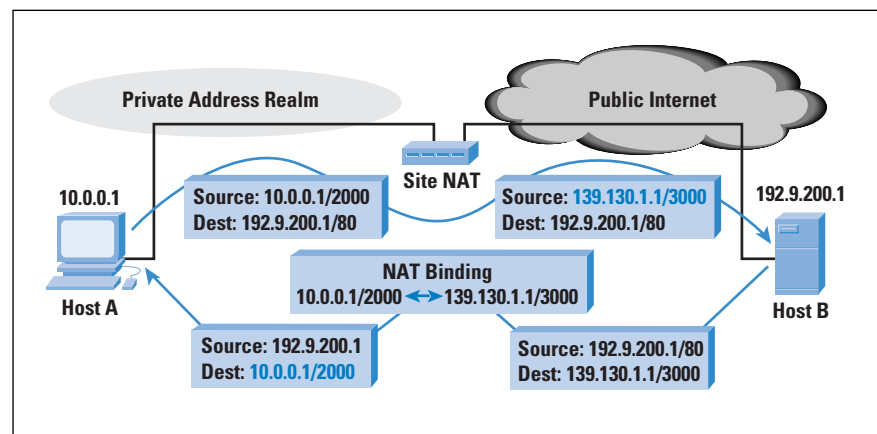 Private Address Realm
Public Internet
Site NAT
10.0.0.1
192.9.200.1
Source: 10.0.0.1/2000
Dest: 192.9.200.1/80
Source: 139.130.1.1/3000
Dest: 192.9.200.1/80
NAT Binding
10.0.0.1/2000 139.130.1.1/3000
Host A
Host B
Source: 192.9.200.1
Dest: 10.0.0.1/2000
Source: 192.9.200.1/80
Dest: 139.130.1.1/3000